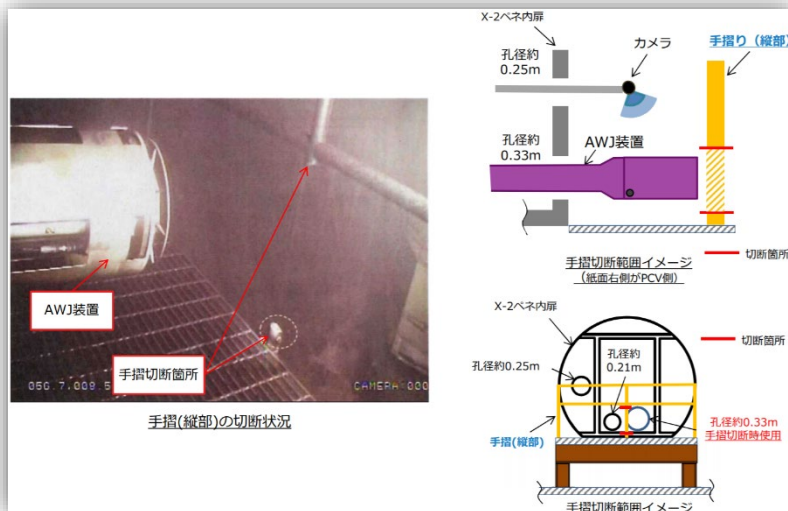 AWJ装置
手摺切断箇所
CAMERA:000
手摺(縦部)の切断状況
X-2ペネ内扉
カメラ
手摺り（縦部）
孔径約
0.25m
孔径約
0.33m
AWJ装置
切断箇所
手摺切断範囲イメージ
（紙面右側がPCV側）
X-2ペネ内扉
切断箇所
孔径約0.25m
孔径約
0.21m
手摺(縦部)
孔径約0.33m
手摺切断時使用
手摺切断範囲イメージ